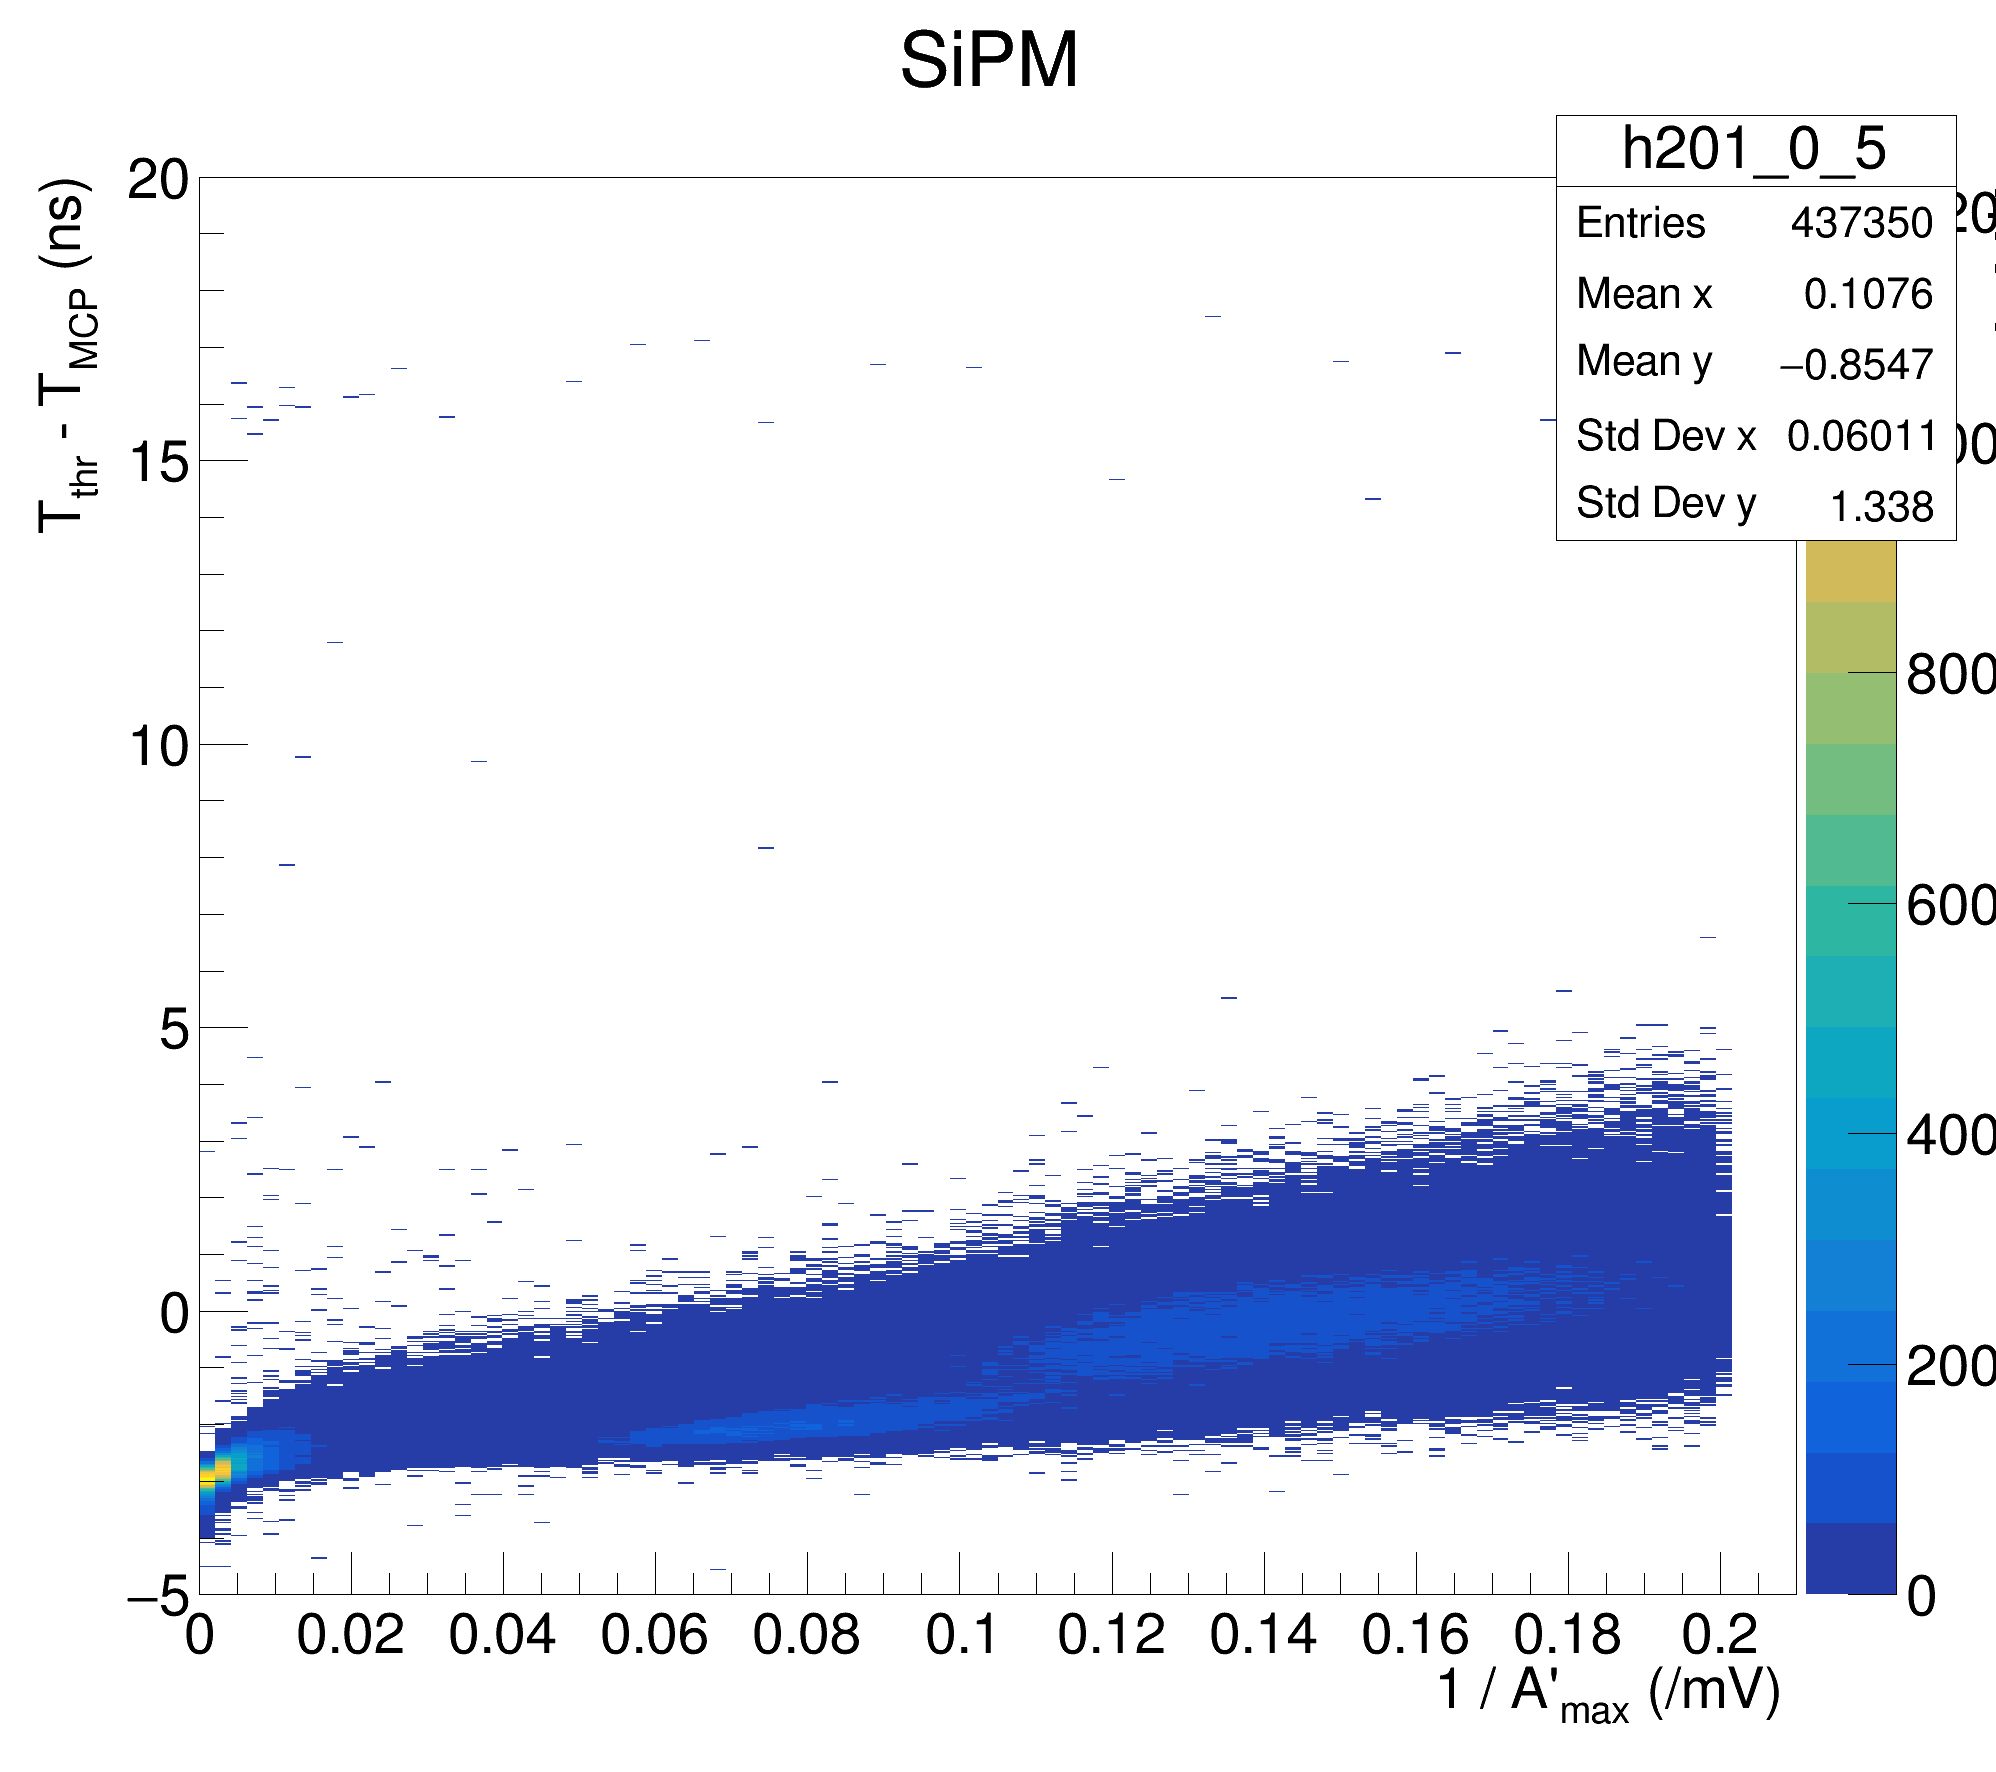 SiPM
h201_0_5
Entries 437350
Mean x 0.1076
Mean y −0.8547
Std Dev x 0.06011
Std Dev y 1.338
T_thr - T_MCP (ns)
20
15
10
5
0
−5
0 0.02 0.04 0.06 0.08 0.1 0.12 0.14 0.16 0.18 0.2
1 / A'_max (/mV)
800
600
400
200
0